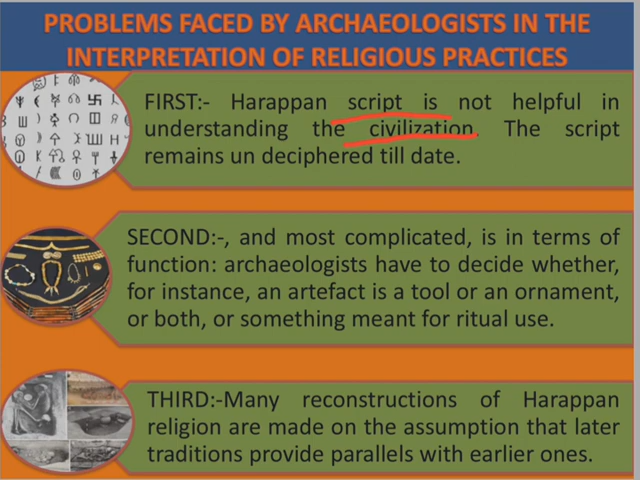 PROBLEMS FACED BY ARCHAEOLOGISTS IN THE
INTERPRETATION OF RELIGIOUS PRACTICES
FIRST:- Harappan script is not helpful in
understanding the civilization. The script
remains un deciphered till date.
SECOND:-, and most complicated, is in terms of
function: archaeologists have to decide whether,
for instance, an artefact is a tool or an ornament,
or both, or something meant for ritual use.
THIRD:-Many reconstructions of Harappan
religion are made on the assumption that later
traditions provide parallels with earlier ones.